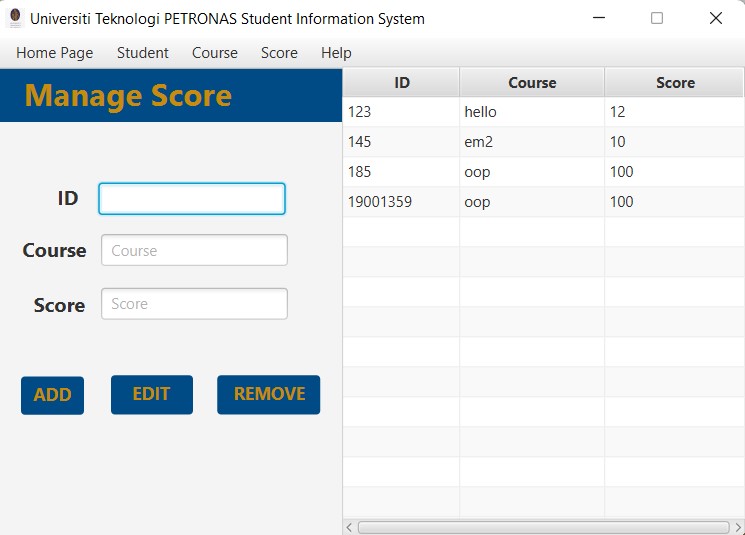 Universiti Teknologi PETRONAS Student Information System
Home Page Student Course Score Help
Manage Score
ID
Course Course
Score Score
ADD EDIT REMOVE
ID Course Score
123 hello 12
145 em2 10
185 oop 100
19001359 oop 100